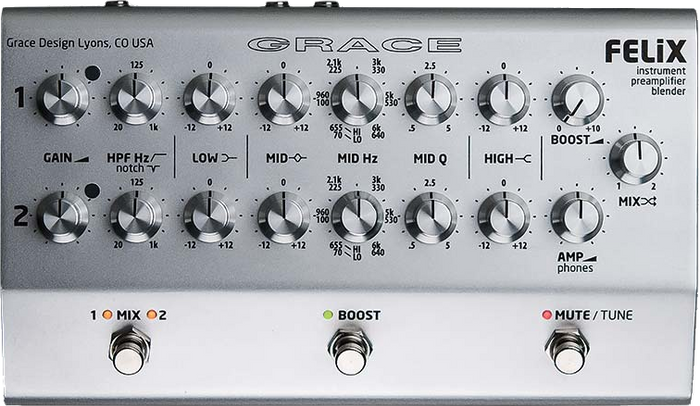 Grace Design Lyons, CO USA
GRACE
FELiX
instrument
preamplifier
blender
1
125
20 1k
0
-12 +12
0
-12 +12
2.1k 3k
225 330
960 5k
100 530
655 HI 6k
70 LO 640
2.5
.5 5
0
-12 +12
0 +10
BOOST
GAIN
HPF Hz
notch
LOW
MID
MID Hz
MID Q
HIGH
1 2
MIX
2
125
20 1k
0
-12 +12
0
-12 +12
2.1k 3k
225 330
960 5k
100 530
655 HI 6k
70 LO 640
2.5
.5 5
0
-12 +12
AMP
phones
1 MIX 2
BOOST
MUTE / TUNE